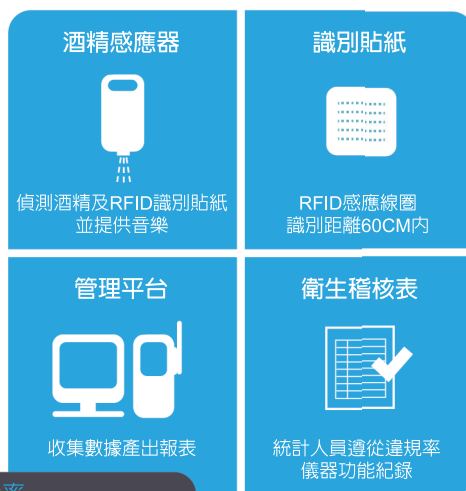 酒精感應器
偵測酒精及RFID識別貼紙
並提供音樂
識別貼紙
RFID感應線圈
識別距離60CM内
管理平台
收集數據產出報表
衛生稽核表
統計人員遵從違規率
儀器功能紀錄